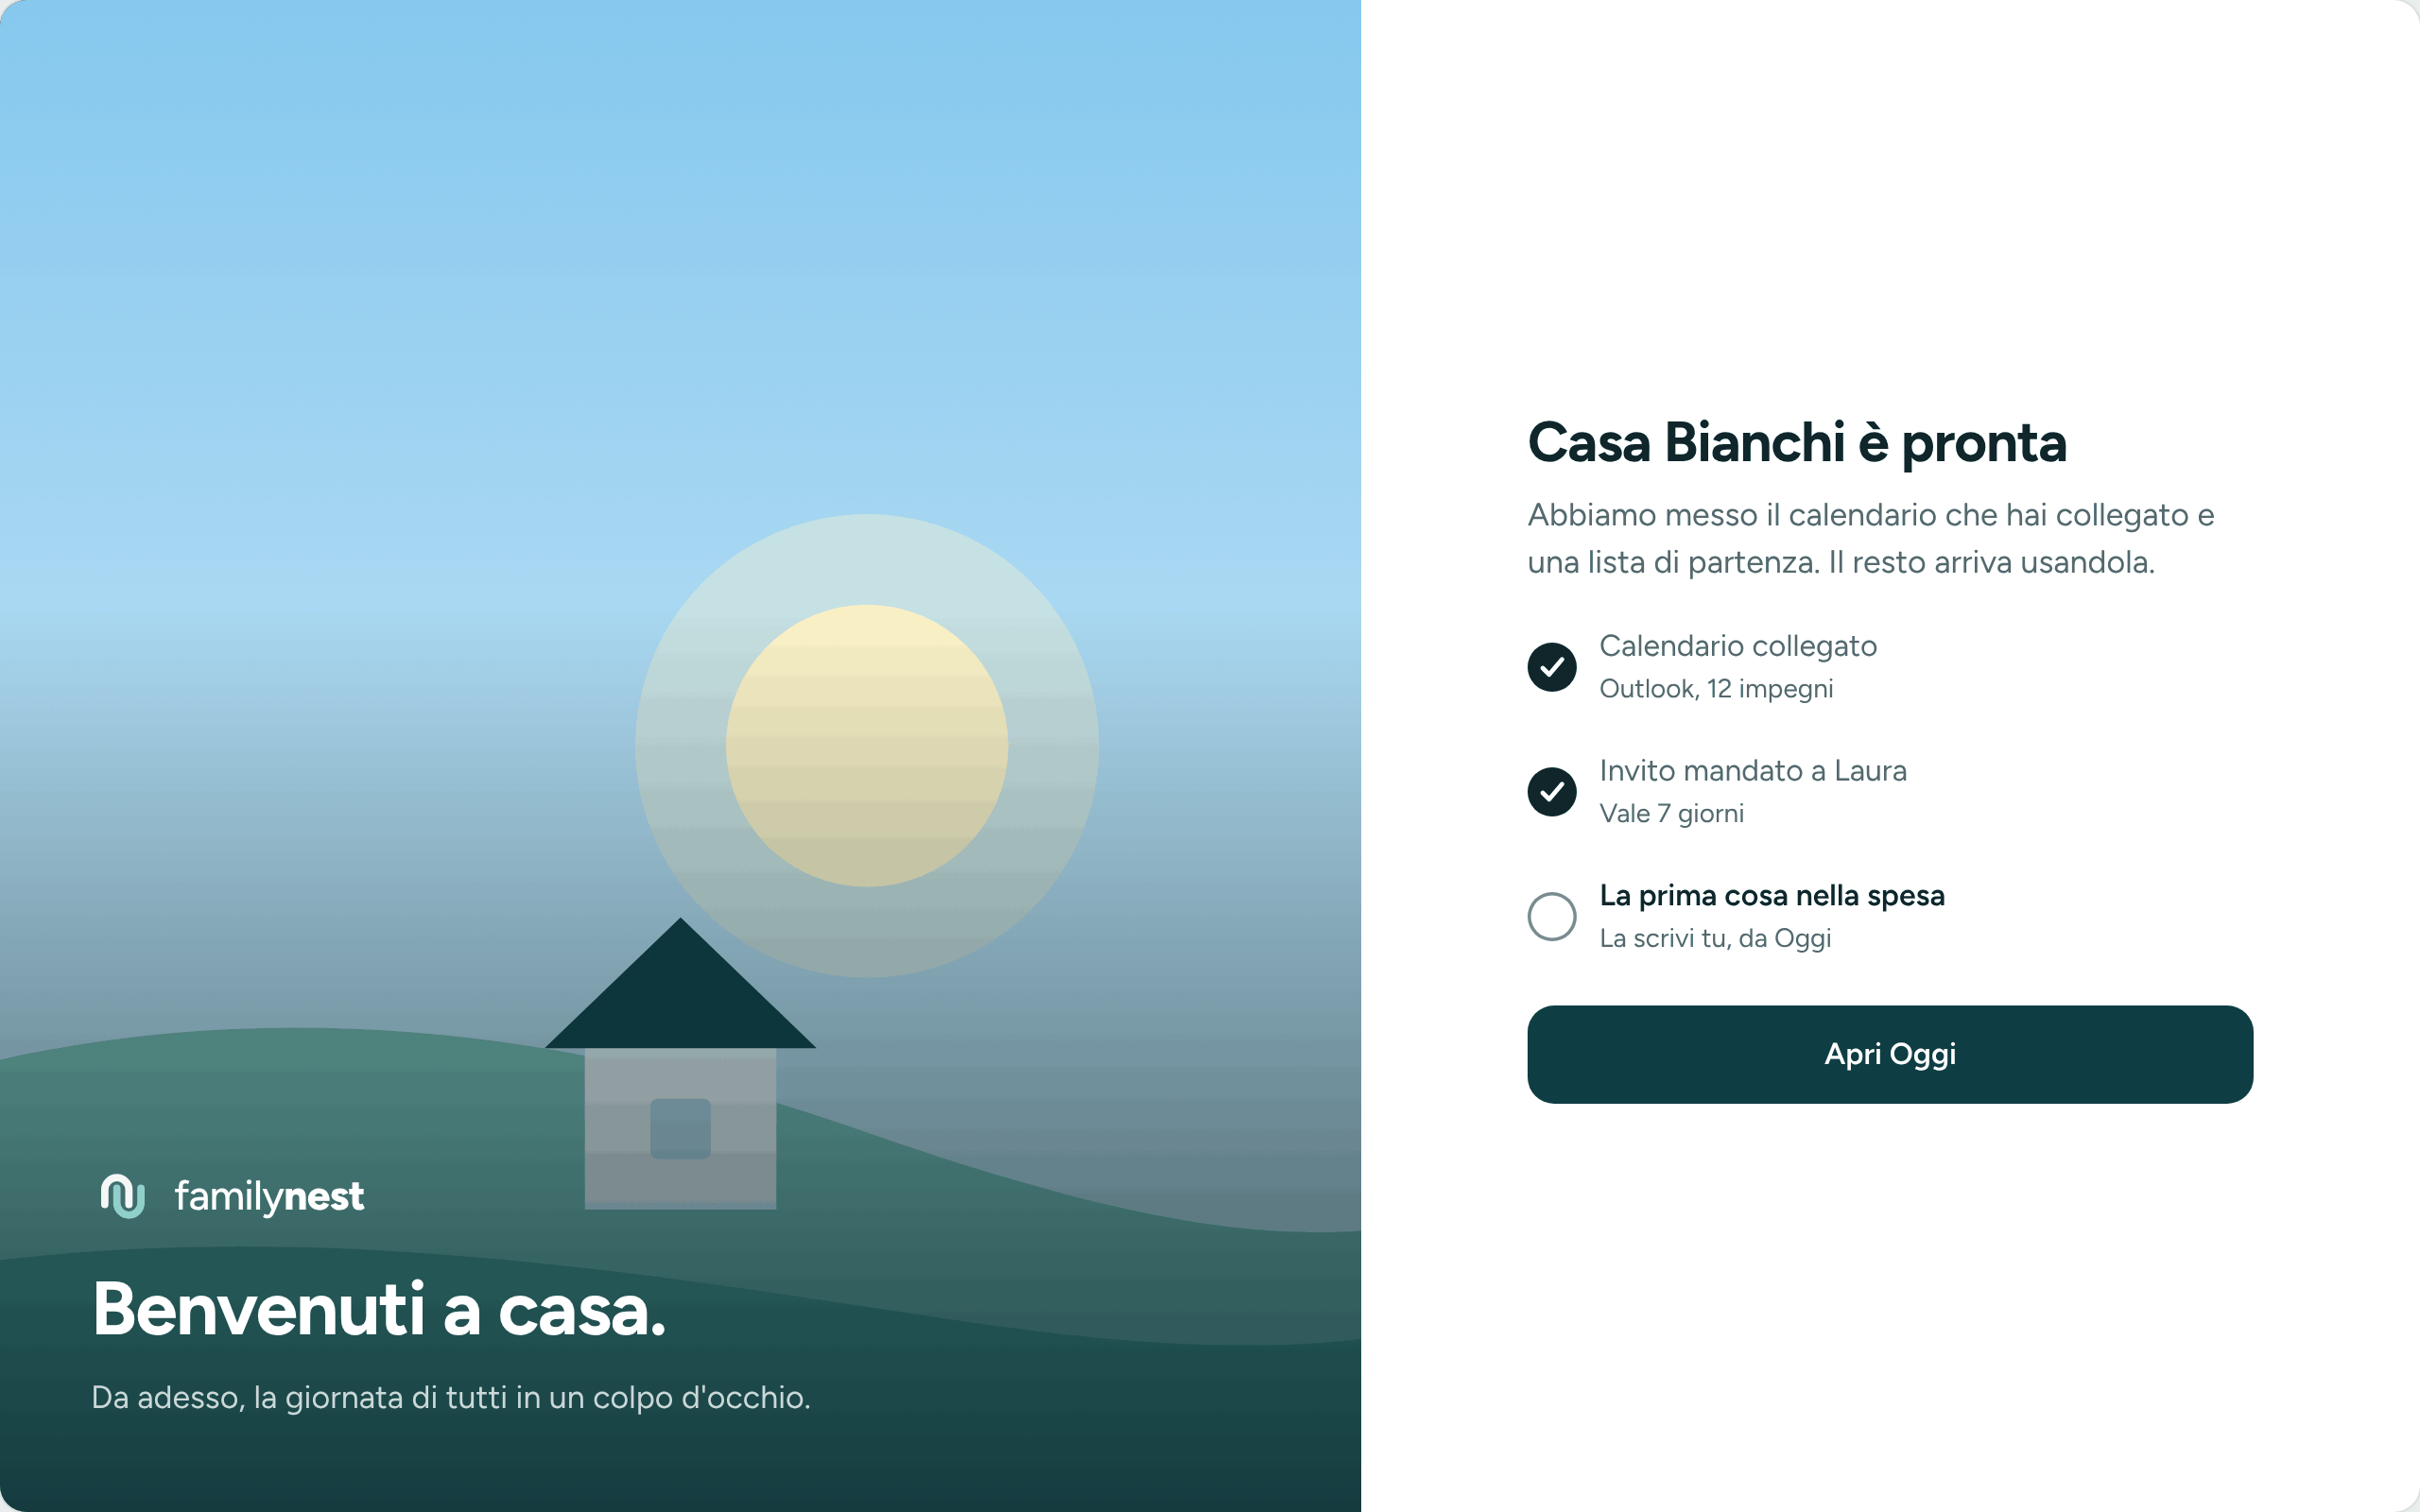 familynest
Benvenuti a casa.
Da adesso, la giornata di tutti in un colpo d'occhio.
Casa Bianchi è pronta
Abbiamo messo il calendario che hai collegato e
una lista di partenza. Il resto arriva usandola.
Calendario collegato
Outlook, 12 impegni
Invito mandato a Laura
Vale 7 giorni
La prima cosa nella spesa
La scrivi tu, da Oggi
Apri Oggi